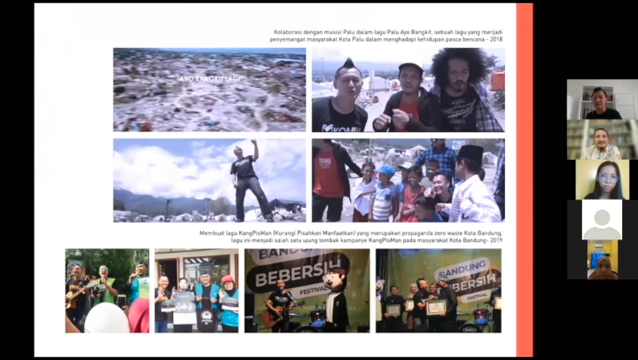 Kolaborasi dengan musisi Palu dalam lagu Palu Ayo Bangkit, sebuah lagu yang menjadi
penyemangat masyarakat Kota Palu dalam menghadapi kehidupan pasca bencana - 2018
"AYO BANGKIT LAGI"
Membuat lagu KangPisMan (Kurangi Pisahkan Manfaatkan) yang merupakan propaganda zero waste Kota Bandung,
lagu ini menjadi salah satu ujung tombak kampanye KangPisMan pada masyarakat Kota Bandung- 2019
BEBERSIH
FESTIVAL
BANDUNG
BEBERSIH
FESTIVAL